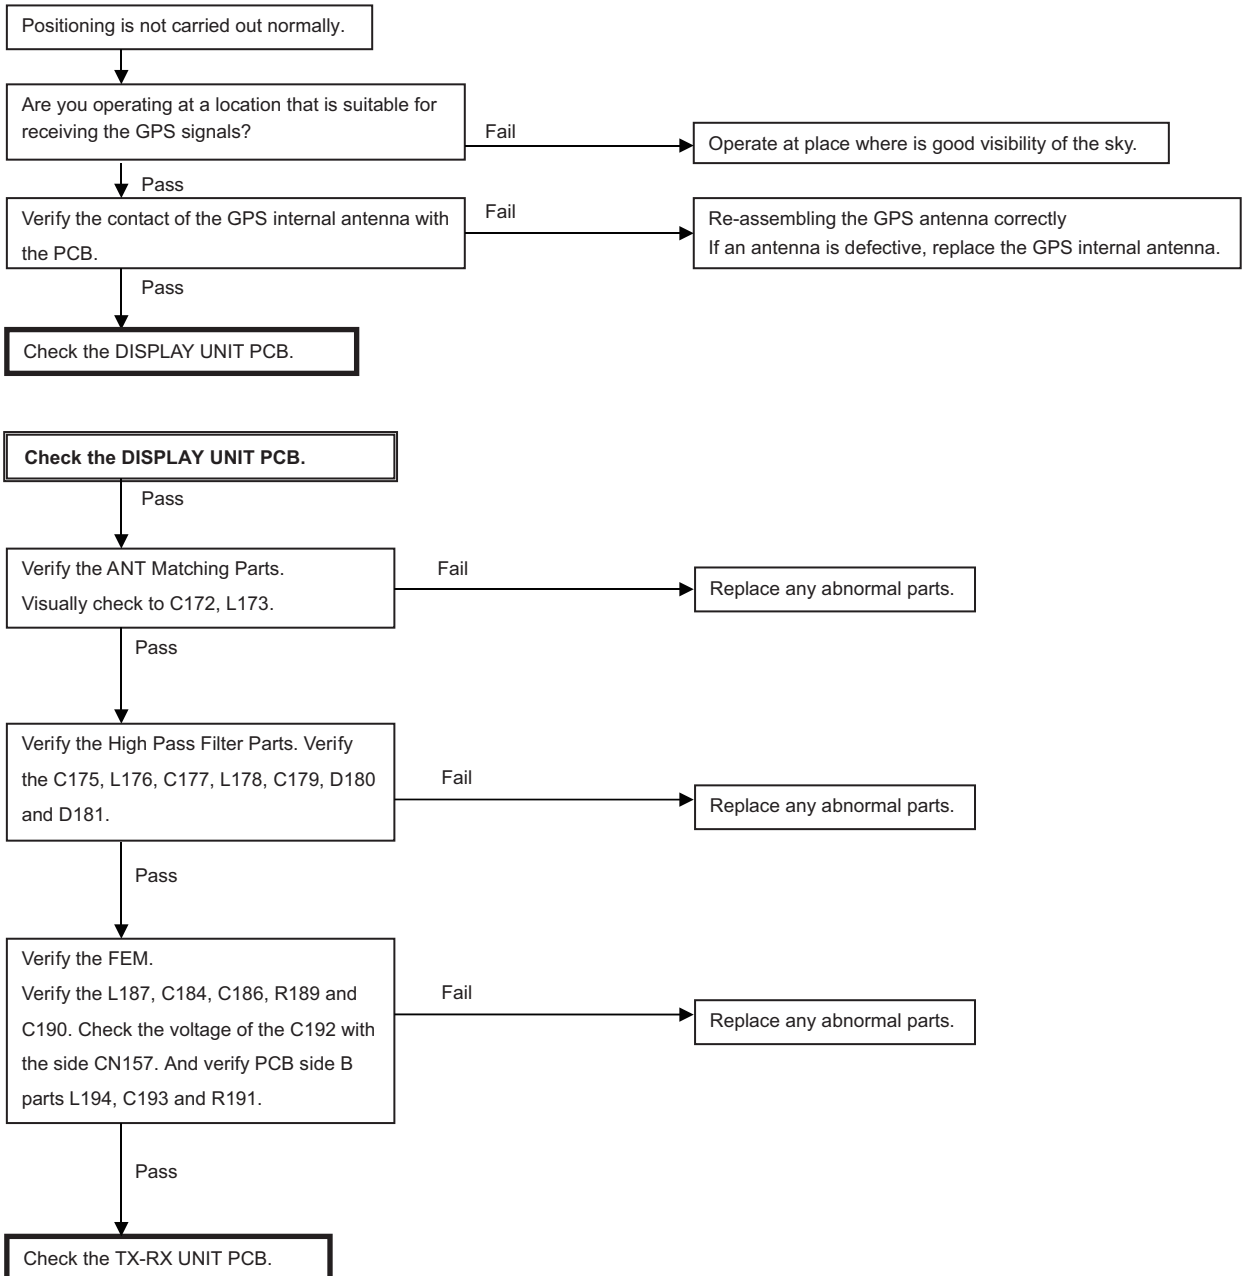 Positioning is not carried out normally.
Are you operating at a location that is suitable for
receiving the GPS signals?
Fail
Operate at place where is good visibility of the sky.
Pass
Verify the contact of the GPS internal antenna with
the PCB.
Fail
Re-assembling the GPS antenna correctly
If an antenna is defective, replace the GPS internal antenna.
Pass
Check the DISPLAY UNIT PCB.
Check the DISPLAY UNIT PCB.
Pass
Verify the ANT Matching Parts.
Visually check to C172, L173.
Fail
Replace any abnormal parts.
Pass
Verify the High Pass Filter Parts. Verify
the C175, L176, C177, L178, C179, D180
and D181.
Fail
Replace any abnormal parts.
Pass
Verify the FEM.
Verify the L187, C184, C186, R189 and
C190. Check the voltage of the C192 with
the side CN157. And verify PCB side B
parts L194, C193 and R191.
Fail
Replace any abnormal parts.
Pass
Check the TX-RX UNIT PCB.